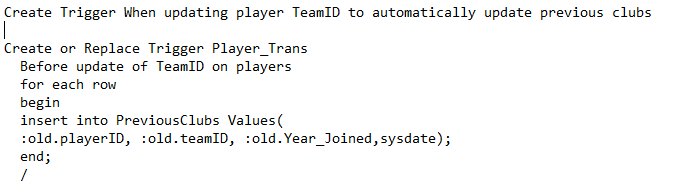 Create Trigger When updating player TeamID to automatically update previous clubs
Create or Replace Trigger Player_Trans
Before update of TeamID on players
for each row
begin
insert into PreviousClubs Values(
:old.playerID, :old.teamID, :old.Year_Joined,sysdate);
end;
/